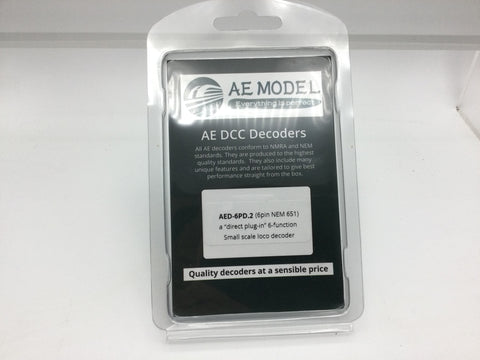 AE MODEL
Everything is perfect
AE DCC Decoders
All AE decoders conform to NMRA and NEM
standards. They are produced to the highest
quality standards. They also include many
unique features and are tailored to give best
performance straight from the box.
AED-6PD.2 (6pin NEM 651)
a "direct plug-in" 6-function
Small scale loco decoder
Quality decoders at a sensible price